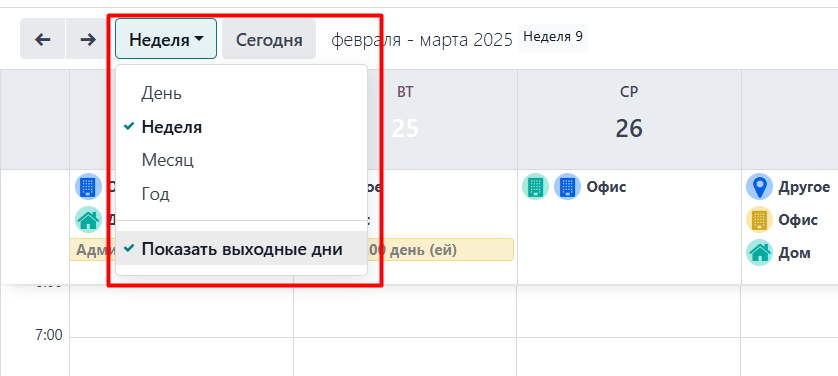 Неделя Сегодня февраля - марта 2025 Неделя 9
День
Неделя
Месяц
Год
Показать выходные дни
ВТ
25
СР
26
Офис
Другое
Офис
Дом
день (ей)
7:00